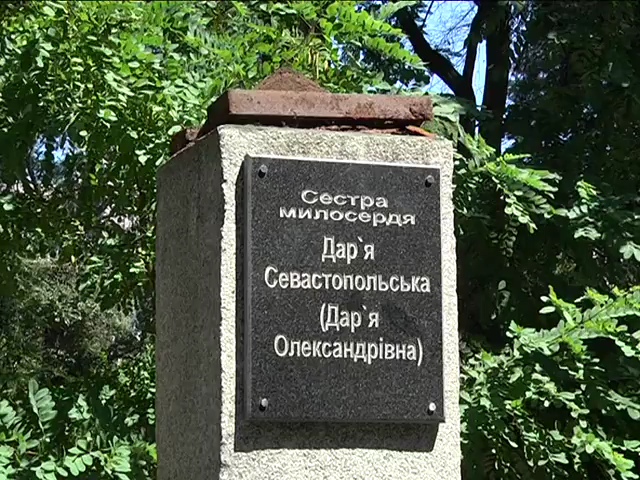 Сестра
милосердя
Дар`я
Севастопольська
(Дар`я
Олександрівна)